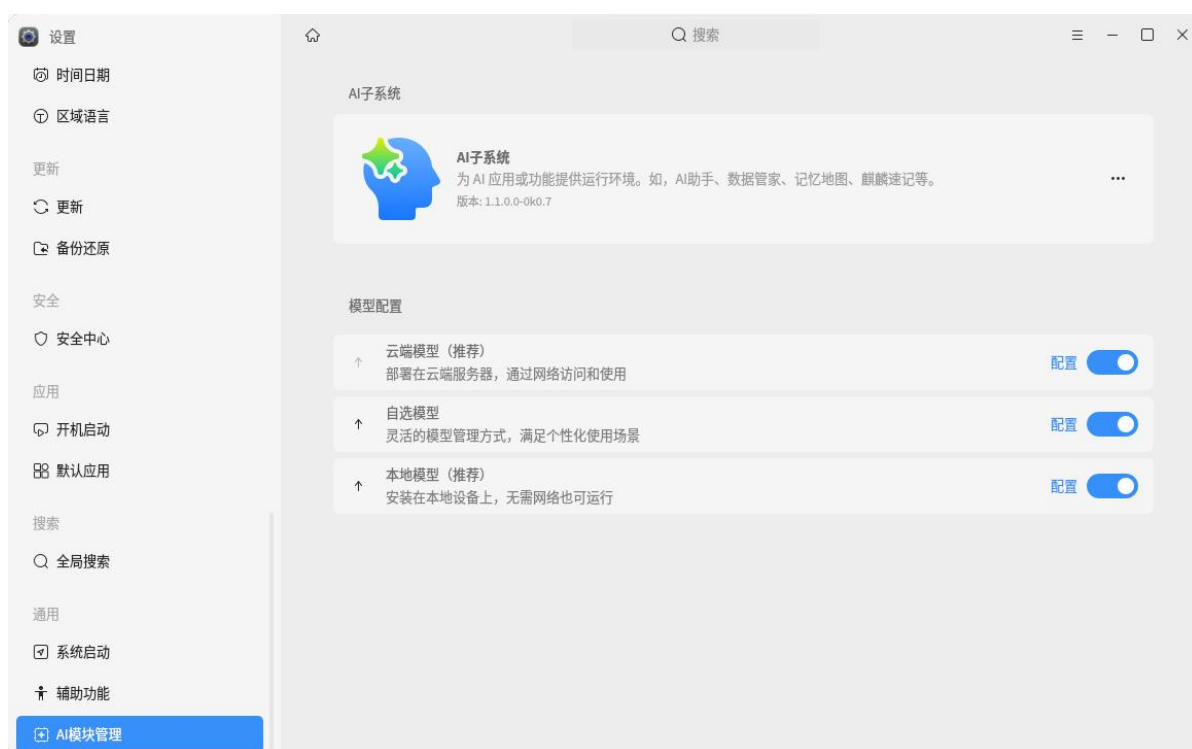 设置
搜索
时间日期
区域语言
更新
更新
备份还原
安全
安全中心
应用
开机启动
默认应用
搜索
全局搜索
通用
系统启动
辅助功能
AI模块管理
AI子系统
AI子系统
为 AI 应用或功能提供运行环境。如，AI助手、数据管家、记忆地图、麒麟速记等。
版本: 1.1.0.0-0k0.7
模型配置
云端模型（推荐）
部署在云端服务器，通过网络访问和使用
配置
自选模型
灵活的模型管理方式，满足个性化使用场景
配置
本地模型（推荐）
安装在本地设备上，无需网络也可运行
配置